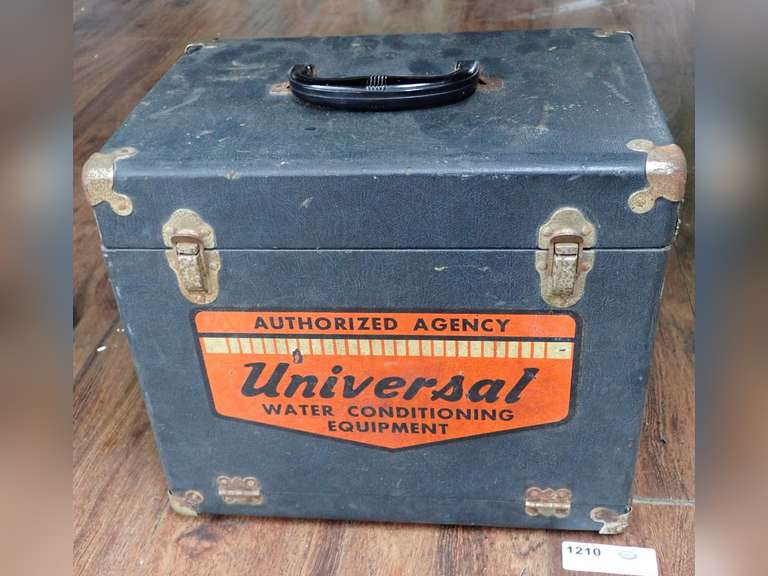 AUTHORIZED AGENCY
Universal
WATER CONDITIONING
EQUIPMENT
1210